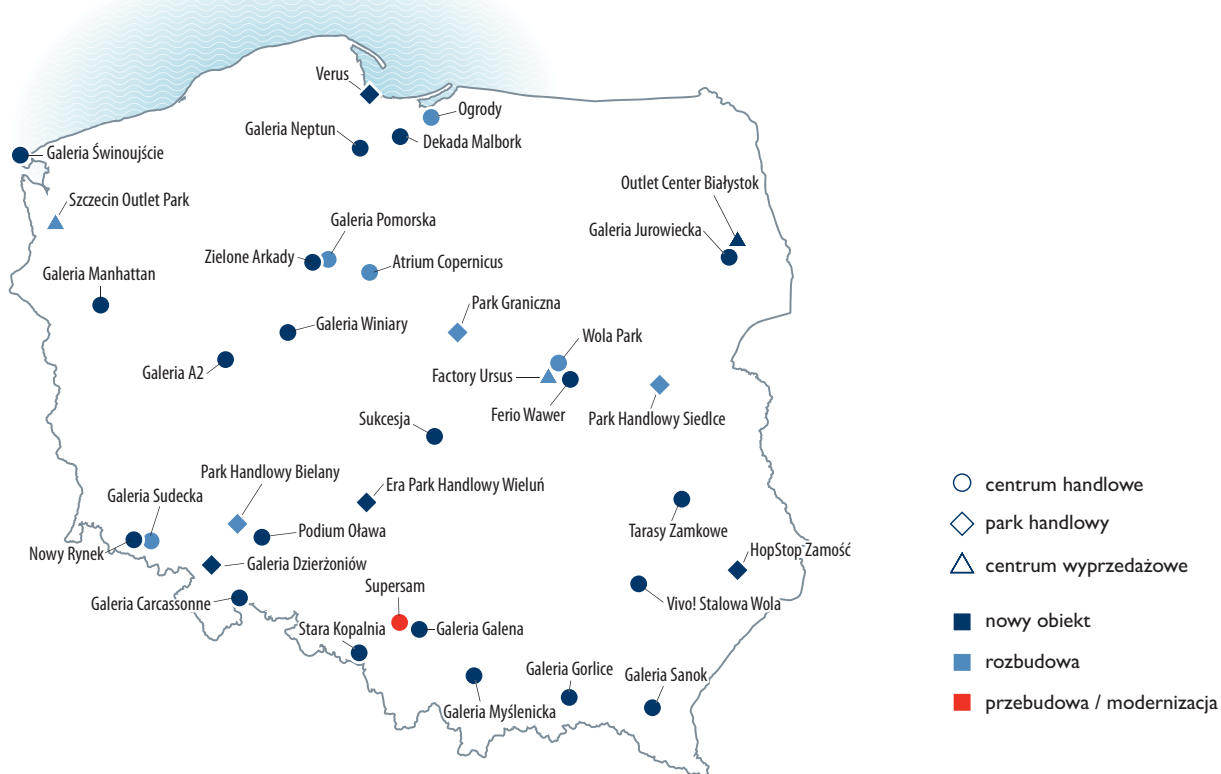 Verus
Ogrody
Galeria Neptun
Dekada Malbork
Galeria Świnoujście
Outlet Center Białystok
Szczecin Outlet Park
Galeria Pomorska
Galeria Jurowiecka
Zielone Arkady
Atrium Copernicus
Galeria Manhattan
Park Graniczna
Galeria Winiary
Wola Park
Galeria A2
Factory Ursus
Ferio Wawer
Park Handlowy Siedlce
Sukcesja
Park Handlowy Bielany
Era Park Handlowy Wieluń
Galeria Sudecka
Podium Oława
Tarasy Zamkowe
Nowy Rynek
HopStop Zamość
Galeria Dzierżoniów
Supersam
Galeria Carcassonne
Vivo! Stalowa Wola
Stara Kopalnia
Galeria Galena
Galeria Gorlice
Galeria Sanok
Galeria Myślenicka
centrum handlowe
park handlowy
centrum wyprzedażowe
nowy obiekt
rozbudowa
przebudowa / modernizacja